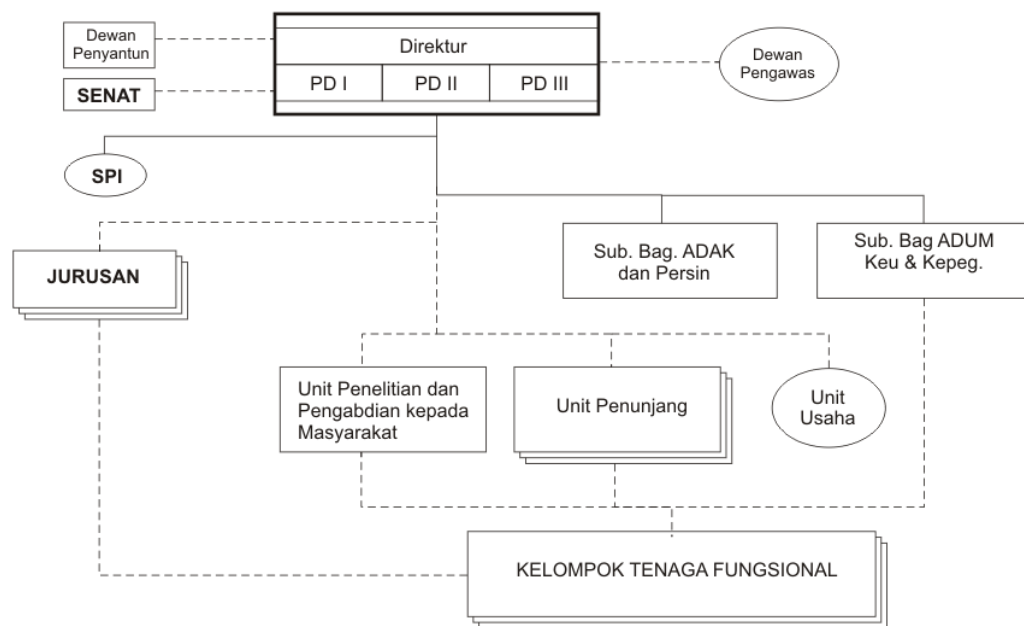 Dewan
Penyantun
Direktur
Dewan
Pengawas
PD I
PD II
PD III
SENAT
SPI
JURUSAN
Sub. Bag. ADAK
dan Persin
Sub. Bag ADUM
Keu & Kepeg.
Unit Penelitian dan
Pengabdian kepada
Masyarakat
Unit Penunjang
Unit
Usaha
KELOMPOK TENAGA FUNGSIONAL